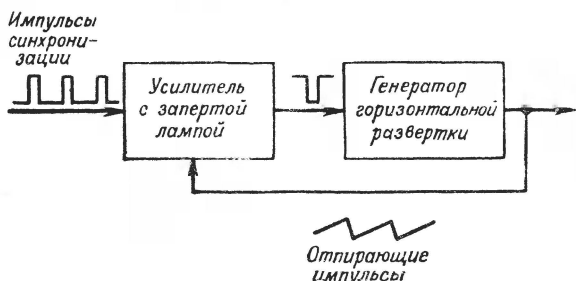 Импульсы
синхрони-
зации
Усилитель
с запертой
лампой
Генератор
горизонтальной
развертки
Отпирающие
импульсы